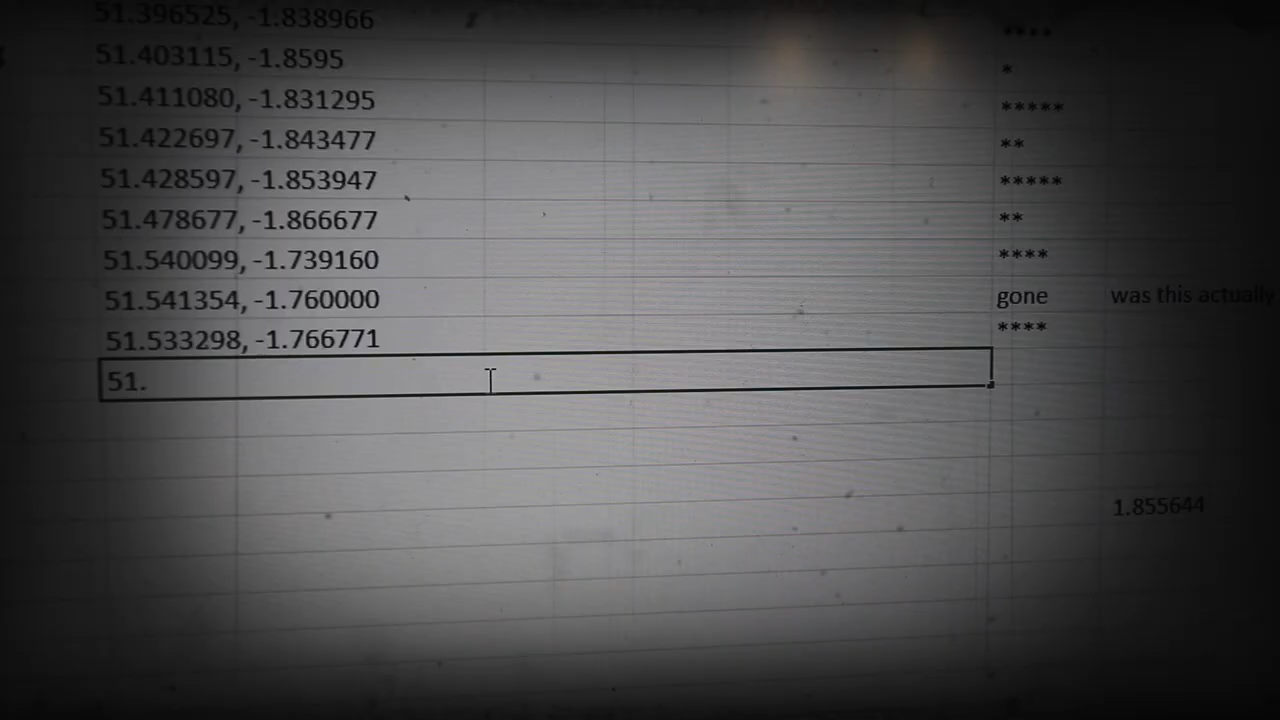 51.396525, -1.838966 ****
51.403115, -1.8595 *
51.411080, -1.831295 *****
51.422697, -1.843477 **
51.428597, -1.853947 *****
51.478677, -1.866677 **
51.540099, -1.739160 ****
51.541354, -1.760000 gone was this actually
51.533298, -1.766771 ****
51.
1.855644